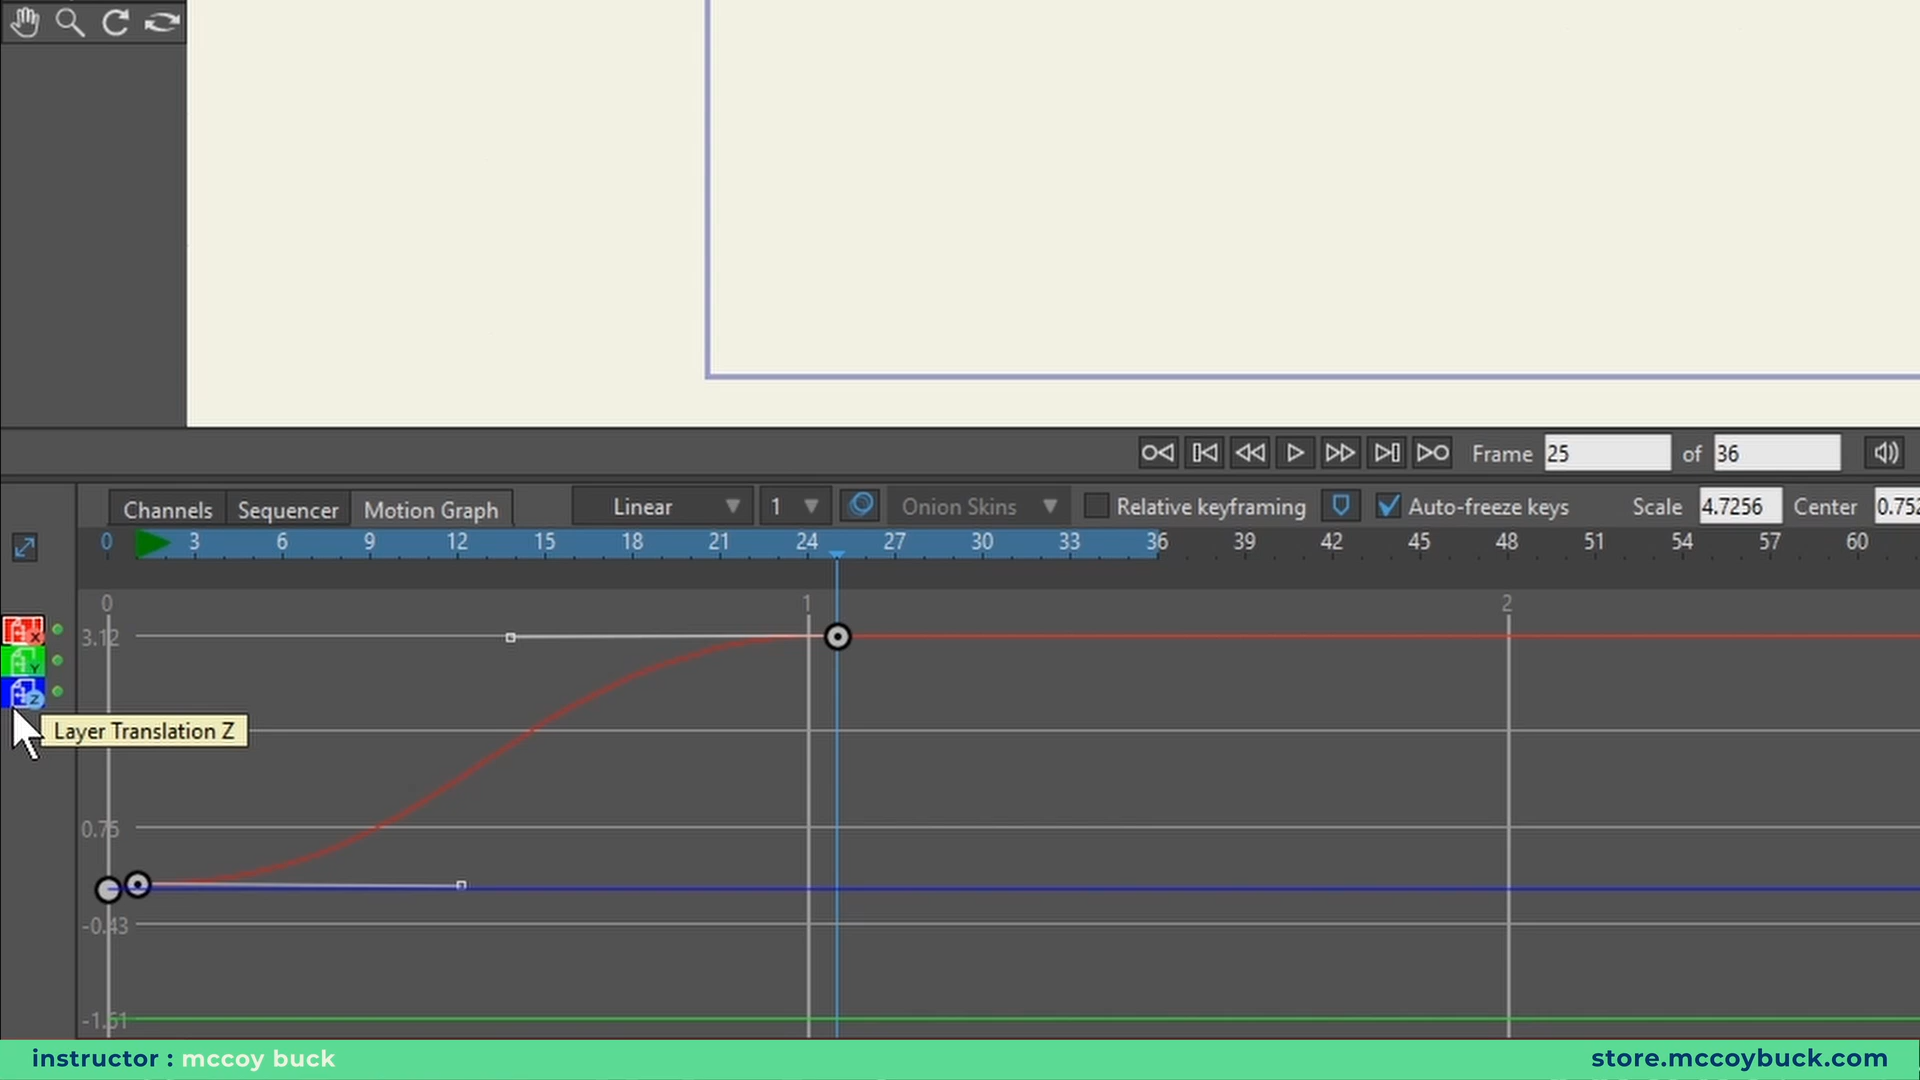 Frame 25 of 36
Channels Sequencer Motion Graph Linear 1 Onion Skins Relative keyframing Auto-freeze keys Scale 4.7256 Center 0.752
0 3 6 9 12 15 18 21 24 27 30 33 36 39 42 45 48 51 54 57 60
0 1 2
X 3.12
Y
Z
Layer Translation Z
0.75
-0.43
-1.61
instructor : mccoy buck store.mccoybuck.com